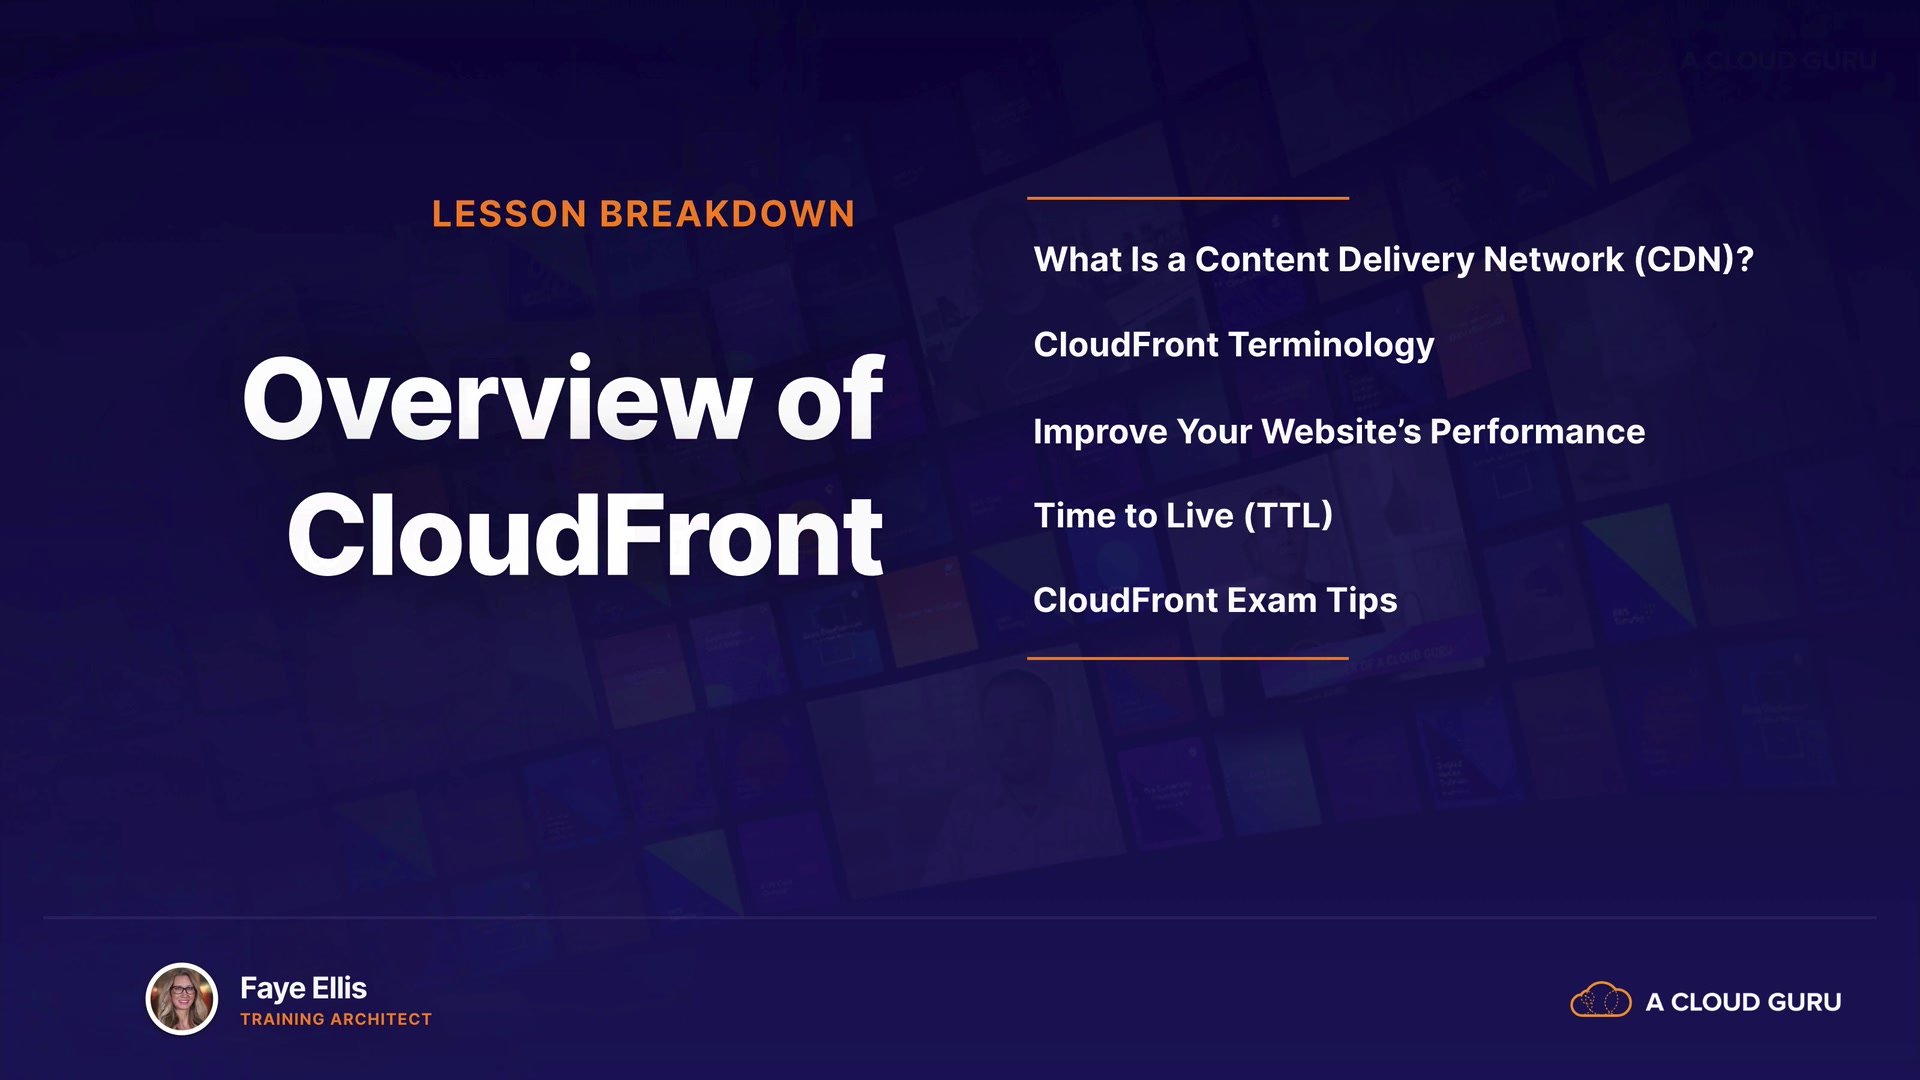 LESSON BREAKDOWN
Overview of
CloudFront
What Is a Content Delivery Network (CDN)?
CloudFront Terminology
Improve Your Website’s Performance
Time to Live (TTL)
CloudFront Exam Tips
Faye Ellis
TRAINING ARCHITECT
A CLOUD GURU
A CLOUD GURU